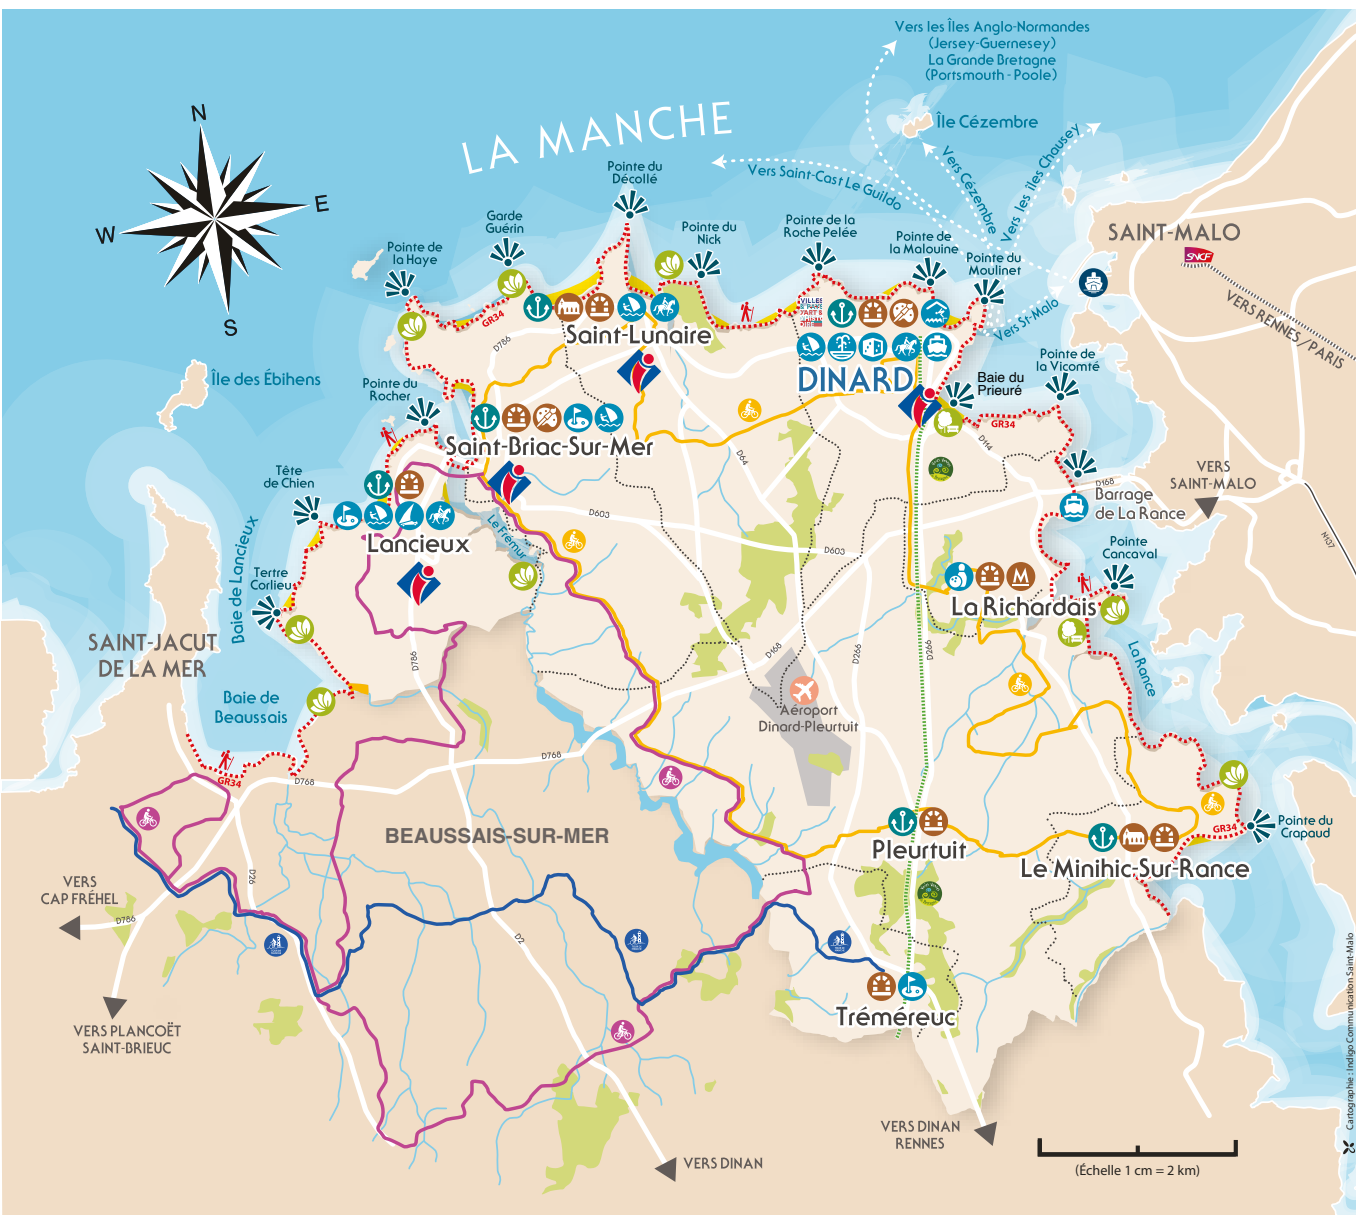 Vers les Îles Anglo-Normandes
(Jersey-Guernesey)
La Grande Bretagne
(Portsmouth - Poole)
N
W
E
S
LA MANCHE
Île Cézembre
Vers Saint-Cast Le Guildo
Vers Cézembre
Vers les îles Chausey
Vers St-Malo
SAINT-MALO
SNCF
VERS RENNES/PARIS
Pointe du
Décollé
Garde
Guérin
Pointe du
Nick
Pointe de la
Roche Pelée
Pointe de
la Malouine
Pointe du
Moulinet
Pointe de
la Haye
GR34
D786
Saint-Lunaire
VILLES
DINARD
Pointe de
la Vicomté
Baie du
Prieuré
GR34
D114
Île des Ébihens
Pointe du
Rocher
Saint-Briac-Sur-Mer
D64
D168
VERS
SAINT-MALO
Barrage
de La Rance
N137
Tête
de Chien
Lancieux
Le Frémur
D603
D603
Pointe
Cancaval
La Richardais
Baie de Lancieux
Tertre
Corlieu
SAINT-JACUT
DE LA MER
D786
D168
D266
D266
La Rance
Baie de
Beaussais
Aéroport
Dinard-Pleurtuit
GR34
D768
D768
BEAUSSAIS-SUR-MER
Pleurtuit
GR34
Pointe du
Crapaud
Le Minihic-Sur-Rance
VERS
CAP FRÉHEL
D786
D26
D2
VERS PLANCOËT
SAINT-BRIEUC
Tréméreuc
VERS DINAN
RENNES
VERS DINAN
(Échelle 1 cm = 2 km)
Cartographie : Indigo Communication Saint-Malo